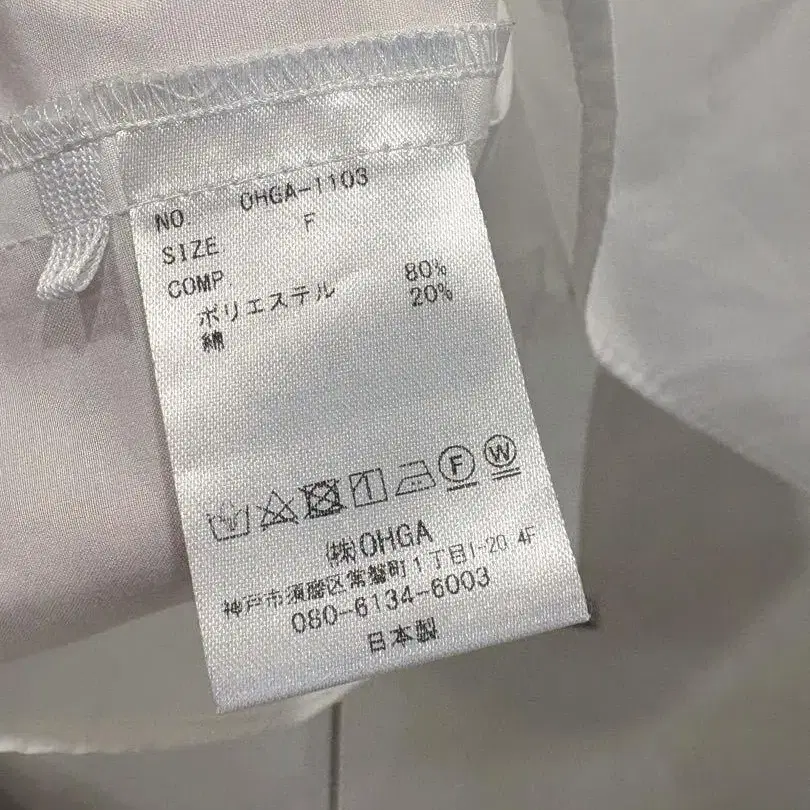 NO OHGA-1103
SIZE F
COMP
ポリエステル 80%
綿 20%
F W
(株)OHGA
神戸市須磨区常盤町1丁目1-20 4F
080-6134-6003
日本製